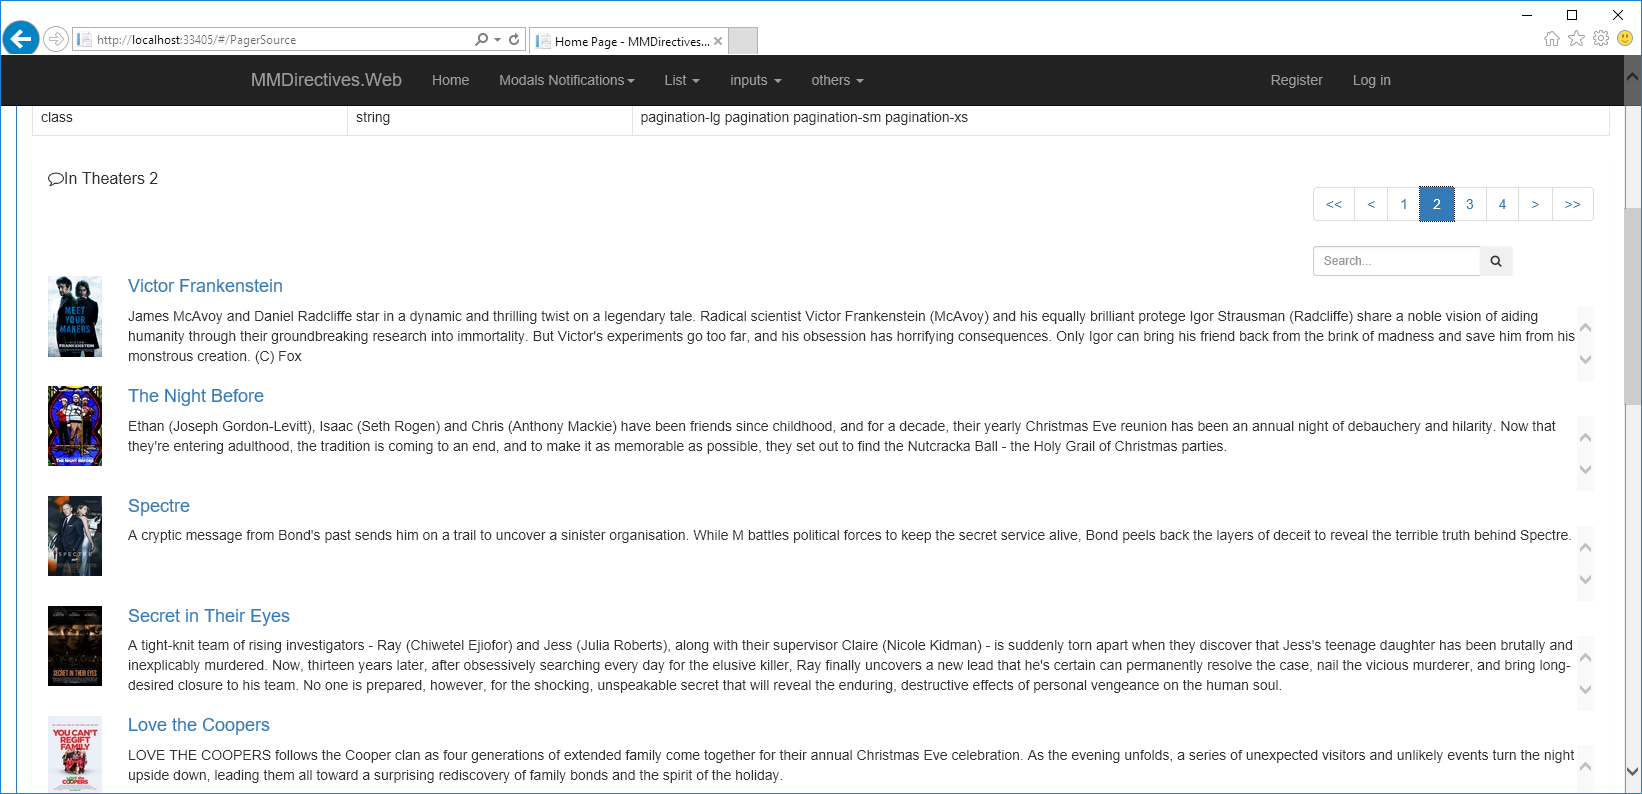 http://localhost:33405/#/PagerSource
Home Page - MMDirectives...
MMDirectives.Web Home Modals Notifications List inputs others Register Log in
class string pagination-lg pagination pagination-sm pagination-xs
In Theaters 2
<< < 1 2 3 4 > >>
Search...
Victor Frankenstein
James McAvoy and Daniel Radcliffe star in a dynamic and thrilling twist on a legendary tale. Radical scientist Victor Frankenstein (McAvoy) and his equally brilliant protege Igor Strausman (Radcliffe) share a noble vision of aiding
humanity through their groundbreaking research into immortality. But Victor's experiments go too far, and his obsession has horrifying consequences. Only Igor can bring his friend back from the brink of madness and save him from his
monstrous creation. (C) Fox
MEET
YOUR
MAKERS
FRANKENSTEIN
The Night Before
Ethan (Joseph Gordon-Levitt), Isaac (Seth Rogen) and Chris (Anthony Mackie) have been friends since childhood, and for a decade, their yearly Christmas Eve reunion has been an annual night of debauchery and hilarity. Now that
they're entering adulthood, the tradition is coming to an end, and to make it as memorable as possible, they set out to find the Nutcracka Ball - the Holy Grail of Christmas parties.
THE NIGHT BEFORE
Spectre
A cryptic message from Bond's past sends him on a trail to uncover a sinister organisation. While M battles political forces to keep the secret service alive, Bond peels back the layers of deceit to reveal the terrible truth behind Spectre.
SPECTRE
Secret in Their Eyes
A tight-knit team of rising investigators - Ray (Chiwetel Ejiofor) and Jess (Julia Roberts), along with their supervisor Claire (Nicole Kidman) - is suddenly torn apart when they discover that Jess's teenage daughter has been brutally and
inexplicably murdered. Now, thirteen years later, after obsessively searching every day for the elusive killer, Ray finally uncovers a new lead that he's certain can permanently resolve the case, nail the vicious murderer, and bring long-
desired closure to his team. No one is prepared, however, for the shocking, unspeakable secret that will reveal the enduring, destructive effects of personal vengeance on the human soul.
SECRET IN THEIR EYES
Love the Coopers
LOVE THE COOPERS follows the Cooper clan as four generations of extended family come together for their annual Christmas Eve celebration. As the evening unfolds, a series of unexpected visitors and unlikely events turn the night
upside down, leading them all toward a surprising rediscovery of family bonds and the spirit of the holiday.
YOU CAN'T
REGIFT
FAMILY
LOVE THE
COOPERS